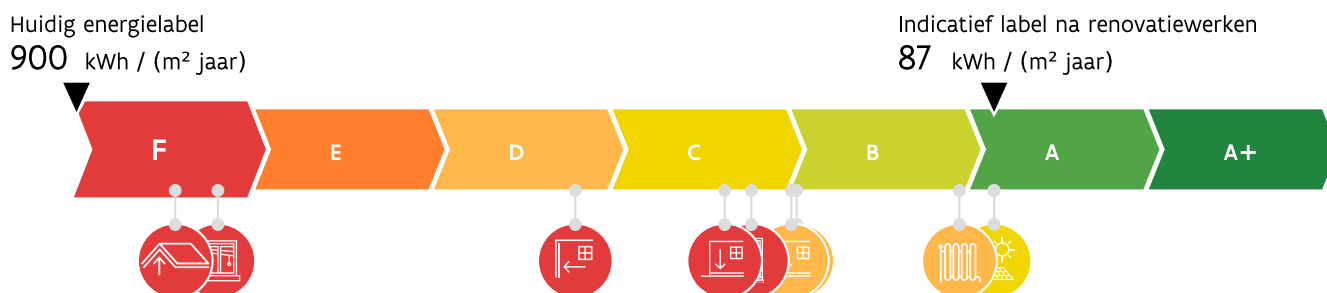 Huidig energielabel
900 kWh / (m² jaar)
Indicatief label na renovatiewerken
87 kWh / (m² jaar)
F E D C B A A+